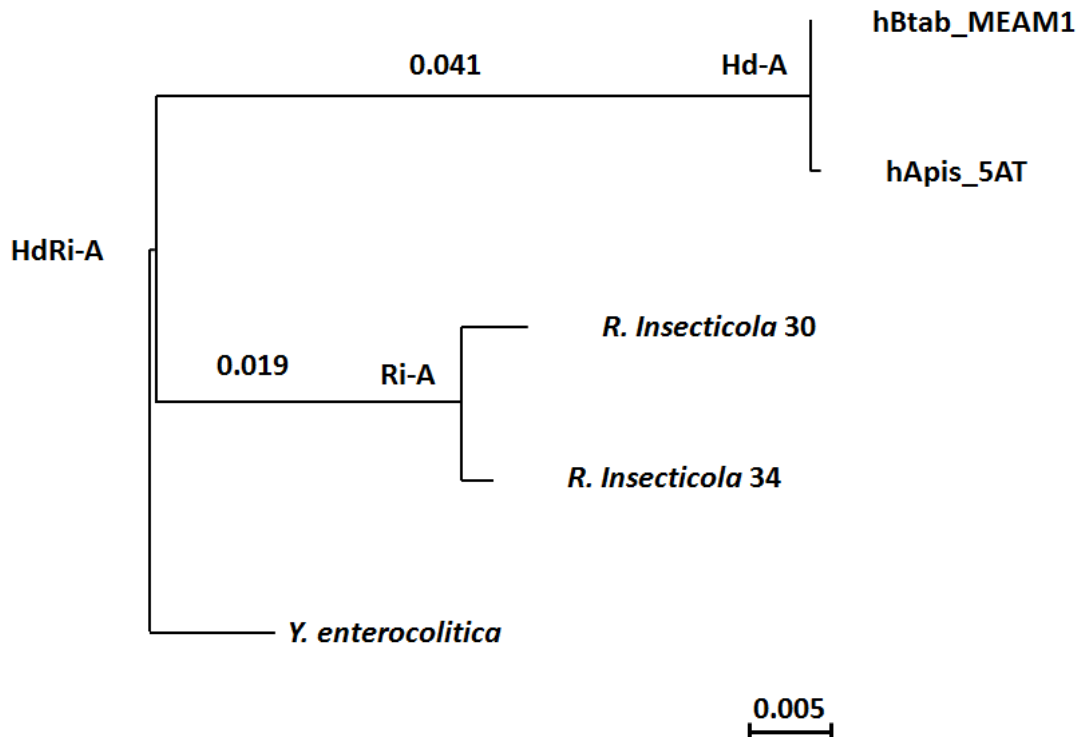 hBtab_MEAM1
0.041
Hd-A
hApis_5AT
HdRi-A
R. Insecticola 30
0.019
Ri-A
R. Insecticola 34
Y. enterocolitica
0.005